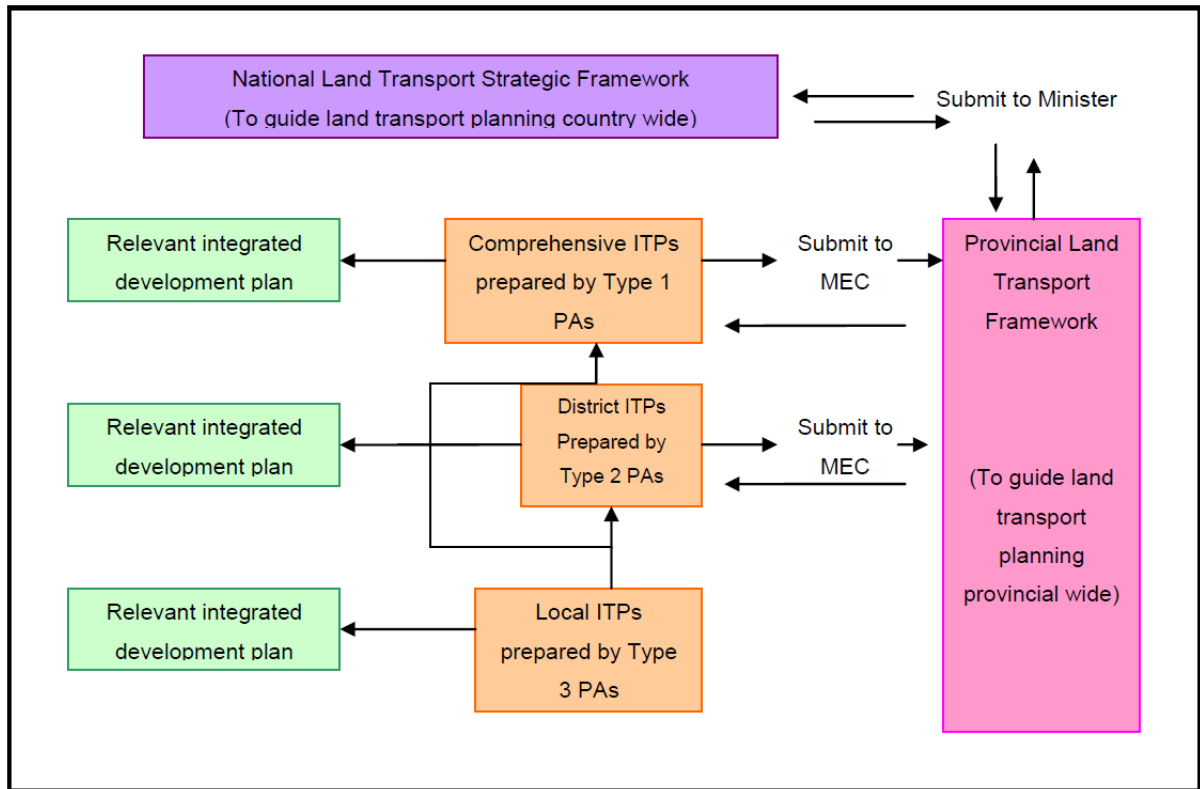 National Land Transport Strategic Framework
(To guide land transport planning country wide)
Submit to Minister
Relevant integrated
development plan
Comprehensive ITPs
prepared by Type 1
PAs
Submit to
MEC
Provincial Land
Transport
Framework
Relevant integrated
development plan
District ITPs
Prepared by
Type 2 PAs
Submit to
MEC
(To guide land
transport
planning
provincial wide)
Relevant integrated
development plan
Local ITPs
prepared by Type
3 PAs